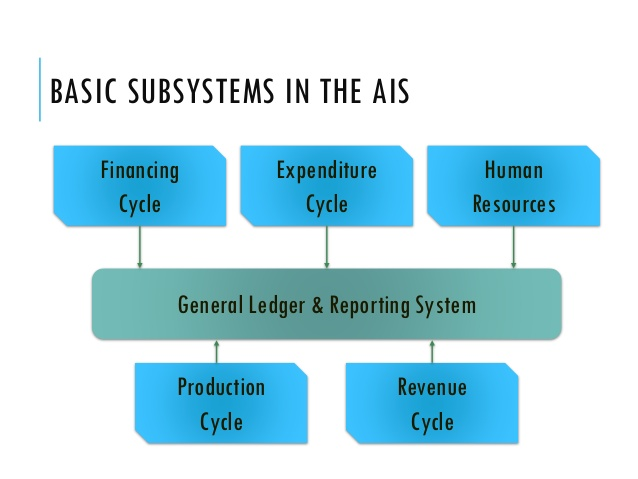 BASIC SUBSYSTEMS IN THE AIS
Financing
Cycle
Expenditure
Cycle
Human
Resources
General Ledger & Reporting System
Production
Cycle
Revenue
Cycle